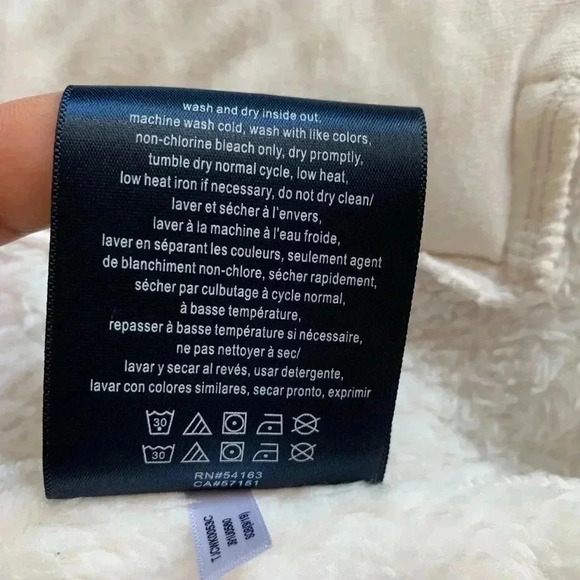 wash and dry inside out.
machine wash cold, wash with like colors,
non-chlorine bleach only, dry promptly,
tumble dry normal cycle, low heat,
low heat iron if necessary, do not dry clean/
laver et sécher à l'envers,
laver à la machine à l'eau froide,
laver en séparant les couleurs, seulement agent
de blanchiment non-chlore, sécher rapidement,
sécher par culbutage à cycle normal,
à basse température,
repasser à basse température si nécessaire,
ne pas nettoyer à sec/
lavar y secar al revés, usar detergente,
lavar con colores similares, secar pronto, exprimir
30
30
RN#54163
CA#57151